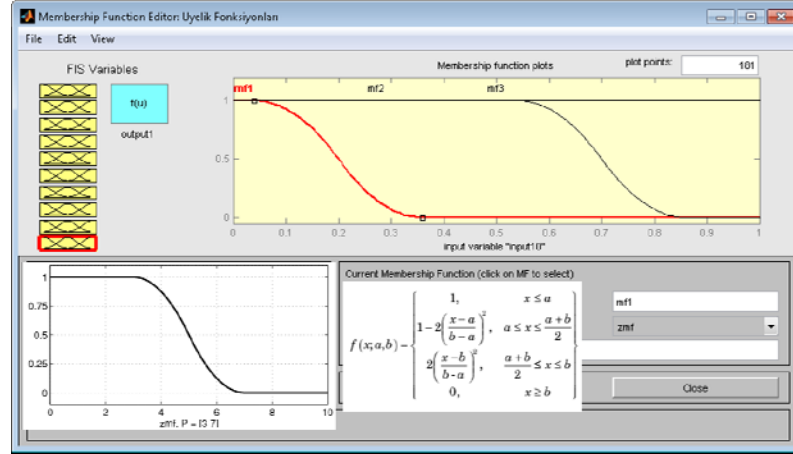 Membership Function Editor: Uyelik Fonksiyonları
File Edit View
FIS Variables
f(u)
output1
Membership function plots
plot points:
181
mf1 mf2 mf3
1
0.5
0
0 0.1 0.2 0.3 0.4 0.5 0.6 0.7 0.8 0.9 1
input variable "input10"
1
0.75
0.5
0.25
0
0 2 4 6 8 10
zmf, P = [3 7]
Current Membership Function (click on MF to select)
f(x;a,b)=
1, x ≤ a
1-2((x-a)/(b-a))², a ≤ x ≤ (a+b)/2
2((x-b)/(b-a))², (a+b)/2 ≤ x ≤ b
0, x ≥ b
mf1
zmf
Close